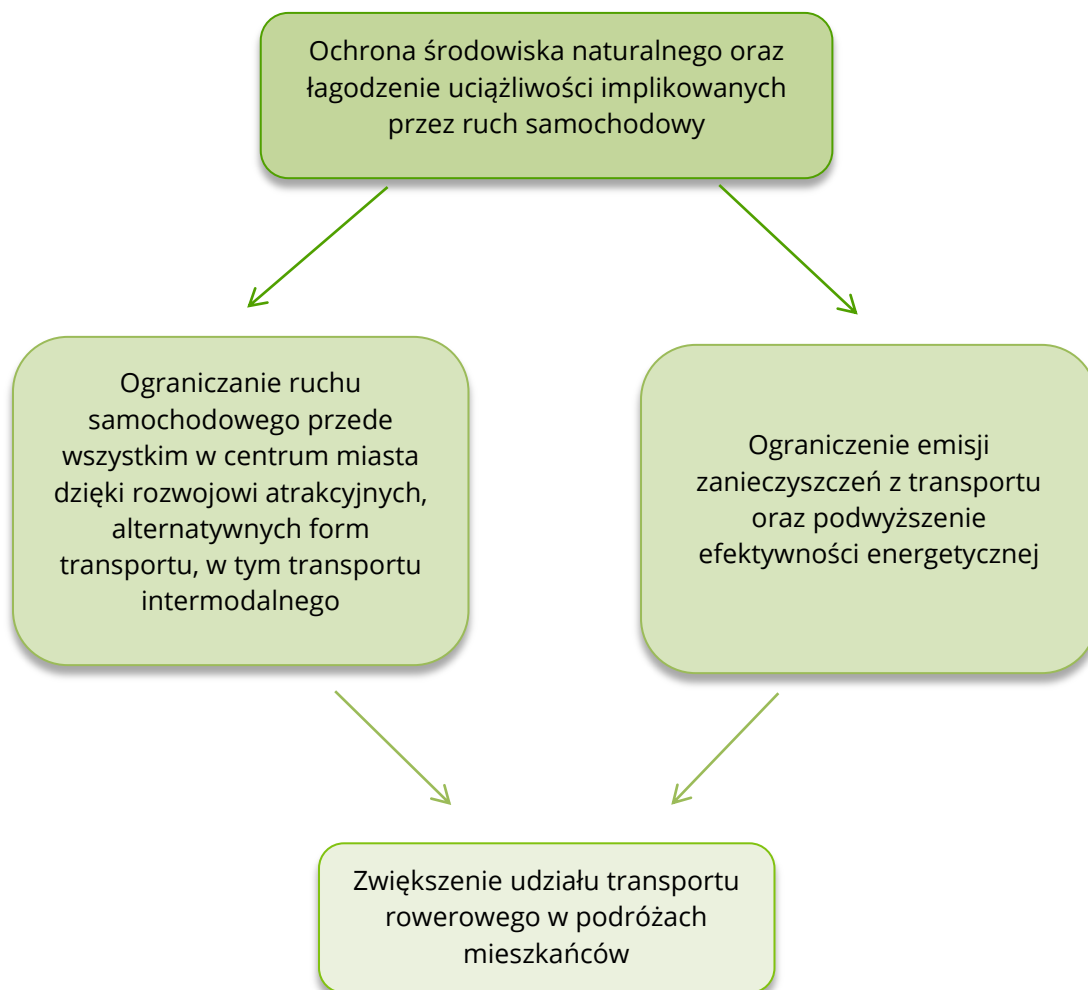 Ochrona środowiska naturalnego oraz
łagodzenie uciążliwości implikowanych
przez ruch samochodowy
Ograniczanie ruchu
samochodowego przede
wszystkim w centrum miasta
dzięki rozwojowi atrakcyjnych,
alternatywnych form
transportu, w tym transportu
intermodalnego
Ograniczenie emisji
zanieczyszczeń z transportu
oraz podwyższenie
efektywności energetycznej
Zwiększenie udziału transportu
rowerowego w podróżach
mieszkańców